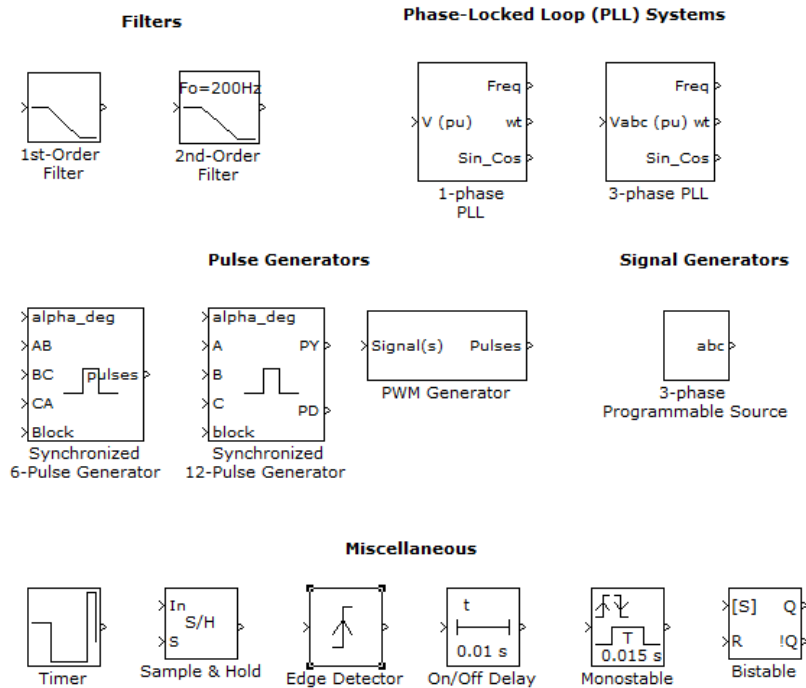 Filters
Phase-Locked Loop (PLL) Systems
1st-Order
Filter
Fo=200Hz
2nd-Order
Filter
Freq
V (pu) wt
Sin_Cos
1-phase
PLL
Freq
Vabc (pu) wt
Sin_Cos
3-phase PLL
Pulse Generators
Signal Generators
alpha_deg
AB
BC pulses
CA
Block
Synchronized
6-Pulse Generator
alpha_deg
A PY
B
C PD
block
Synchronized
12-Pulse Generator
Signal(s) Pulses
PWM Generator
abc
3-phase
Programmable Source
Miscellaneous
Timer
In
S/H
S
Sample & Hold
Edge Detector
t
0.01 s
On/Off Delay
T
0.015 s
Monostable
[S] Q
R !Q
Bistable